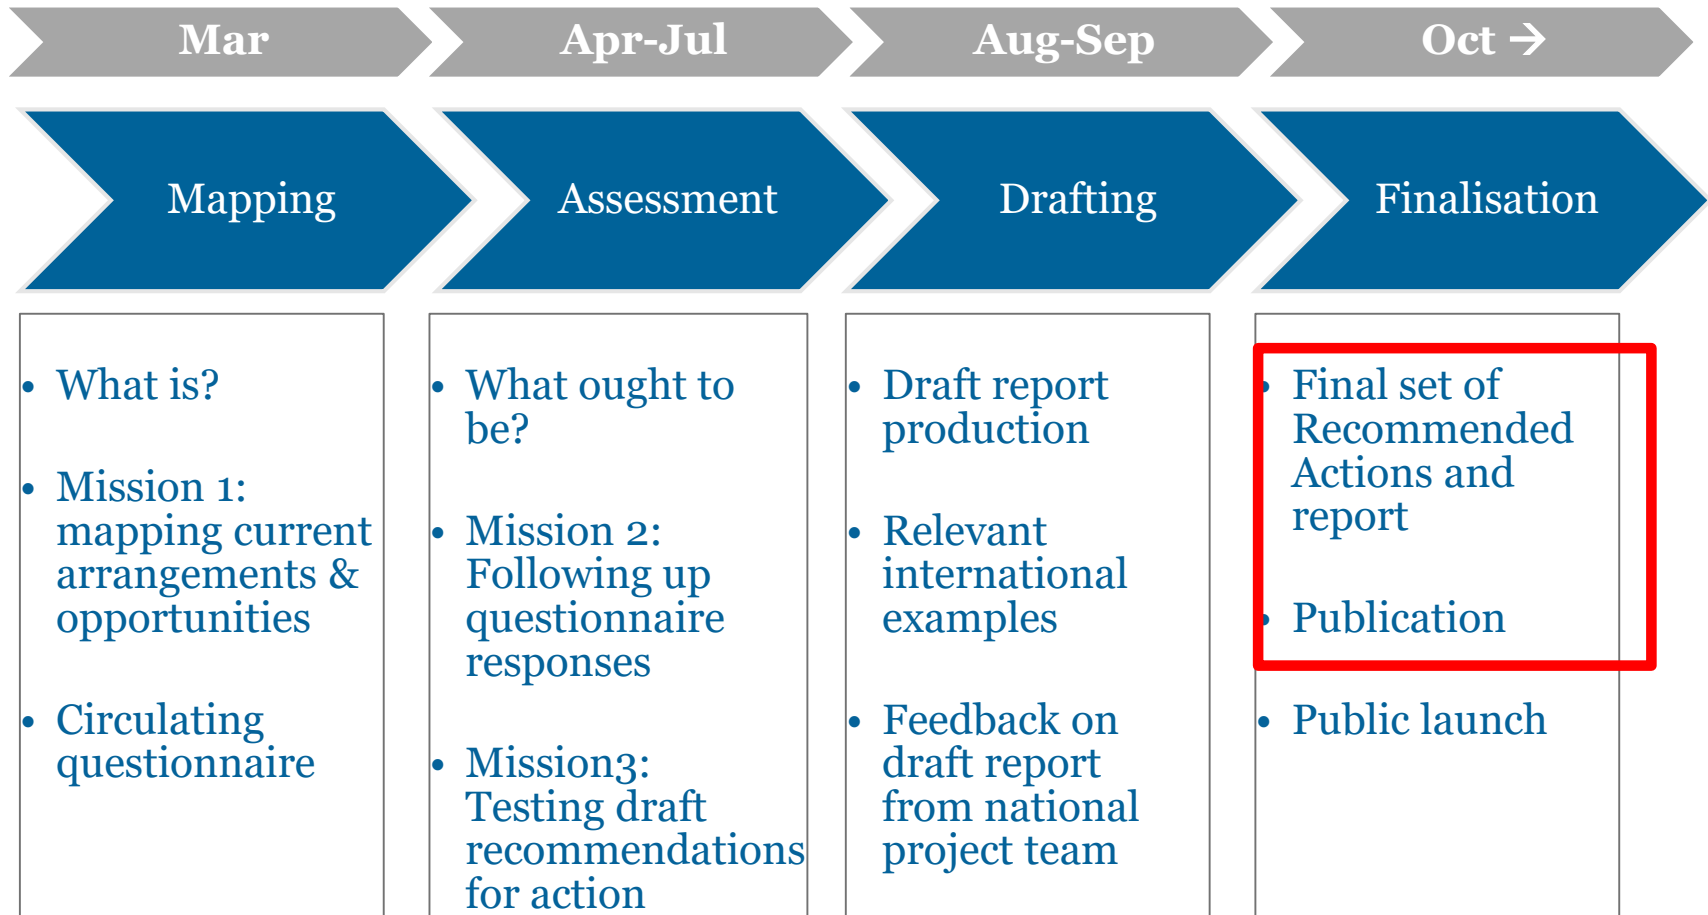 Mar
Apr-Jul
Aug-Sep
Oct →
Mapping
Assessment
Drafting
Finalisation
• What is?
• Mission 1:
mapping current
arrangements &
opportunities
• Circulating
questionnaire
• What ought to
be?
• Mission 2:
Following up
questionnaire
responses
• Mission3:
Testing draft
recommendations
for action
• Draft report
production
• Relevant
international
examples
• Feedback on
draft report
from national
project team
• Final set of
Recommended
Actions and
report
• Publication
• Public launch